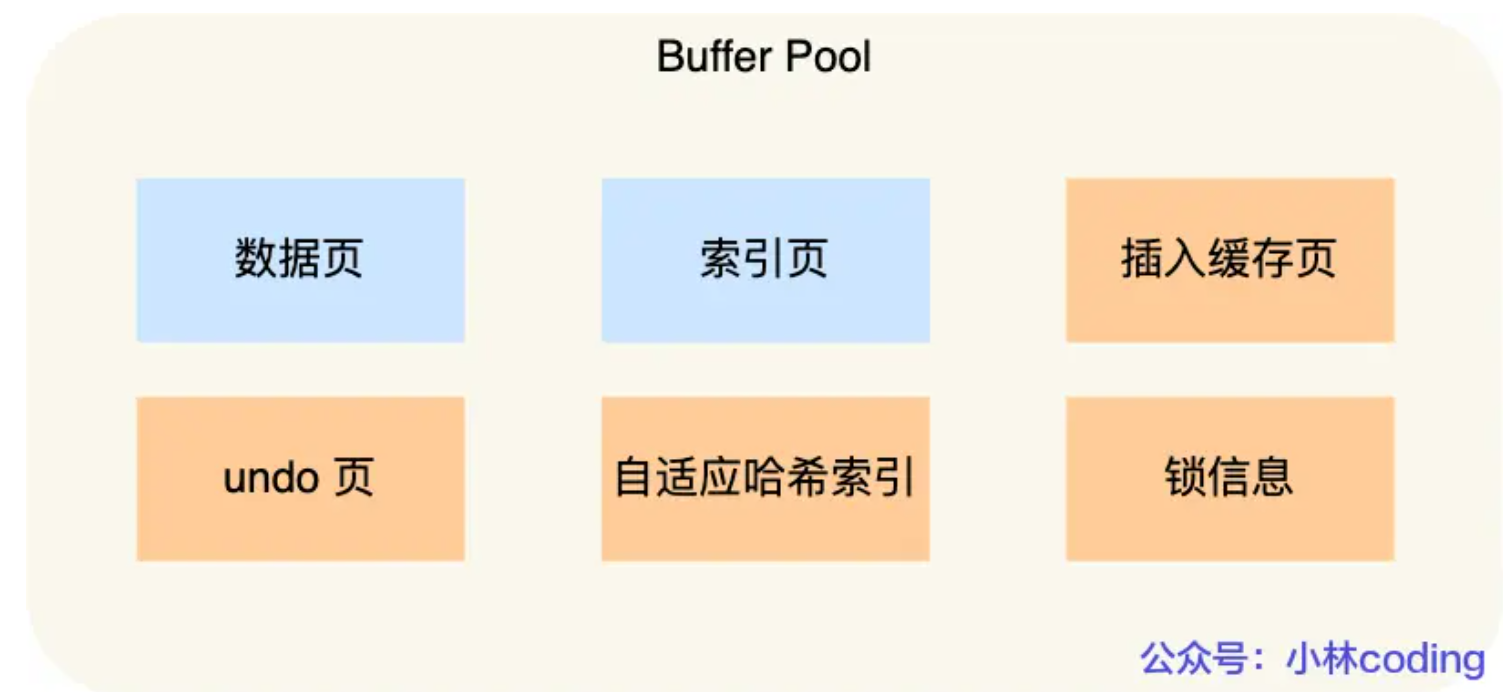 Buffer Pool
数据页
索引页
插入缓存页
undo 页
自适应哈希索引
锁信息
公众号：小林coding